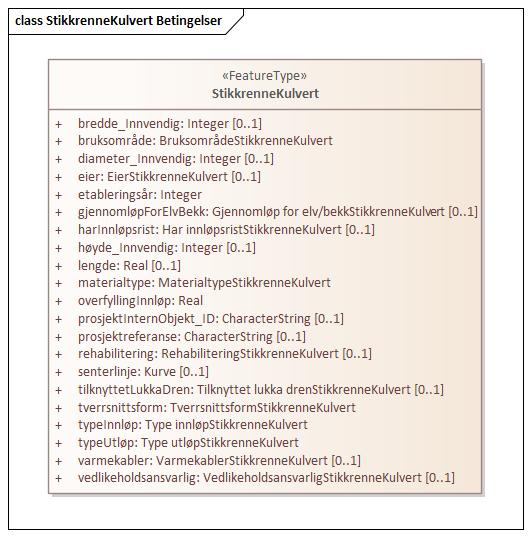 class StikkrenneKulvert Betingelser
«FeatureType»
StikkrenneKulvert
+ bredde_Innvendig: Integer [0..1]
+ bruksområde: BruksområdeStikkrenneKulvert
+ diameter_Innvendig: Integer [0..1]
+ eier: EierStikkrenneKulvert [0..1]
+ etableringsår: Integer
+ gjennomløpForElvBekk: Gjennomløp for elv/bekkStikkrenneKulvert [0..1]
+ harInnløpsrist: Har innløpsristStikkrenneKulvert [0..1]
+ høyde_Innvendig: Integer [0..1]
+ lengde: Real [0..1]
+ materialtype: MaterialtypeStikkrenneKulvert
+ overfyllingInnløp: Real
+ prosjektInternObjekt_ID: CharacterString [0..1]
+ prosjektreferanse: CharacterString [0..1]
+ rehabilitering: RehabiliteringStikkrenneKulvert [0..1]
+ senterlinje: Kurve [0..1]
+ tilknyttetLukkaDren: Tilknyttet lukka drenStikkrenneKulvert [0..1]
+ tverrsnittsform: TverrsnittsformStikkrenneKulvert
+ typeInnløp: Type innløpStikkrenneKulvert
+ typeUtløp: Type utløpStikkrenneKulvert
+ varmekabler: VarmekablerStikkrenneKulvert [0..1]
+ vedlikeholdsansvarlig: VedlikeholdsansvarligStikkrenneKulvert [0..1]